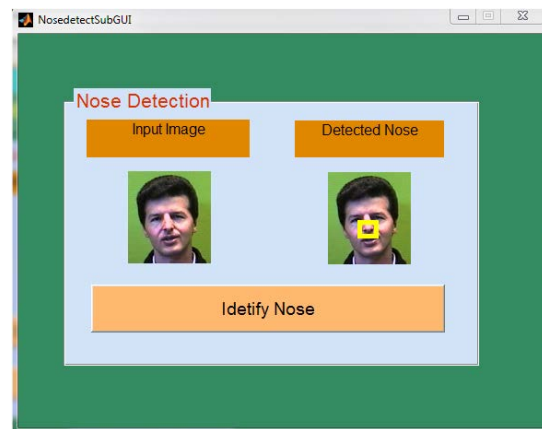 NosedetectSubGUI
Nose Detection
Input Image
Detected Nose
Idetify Nose